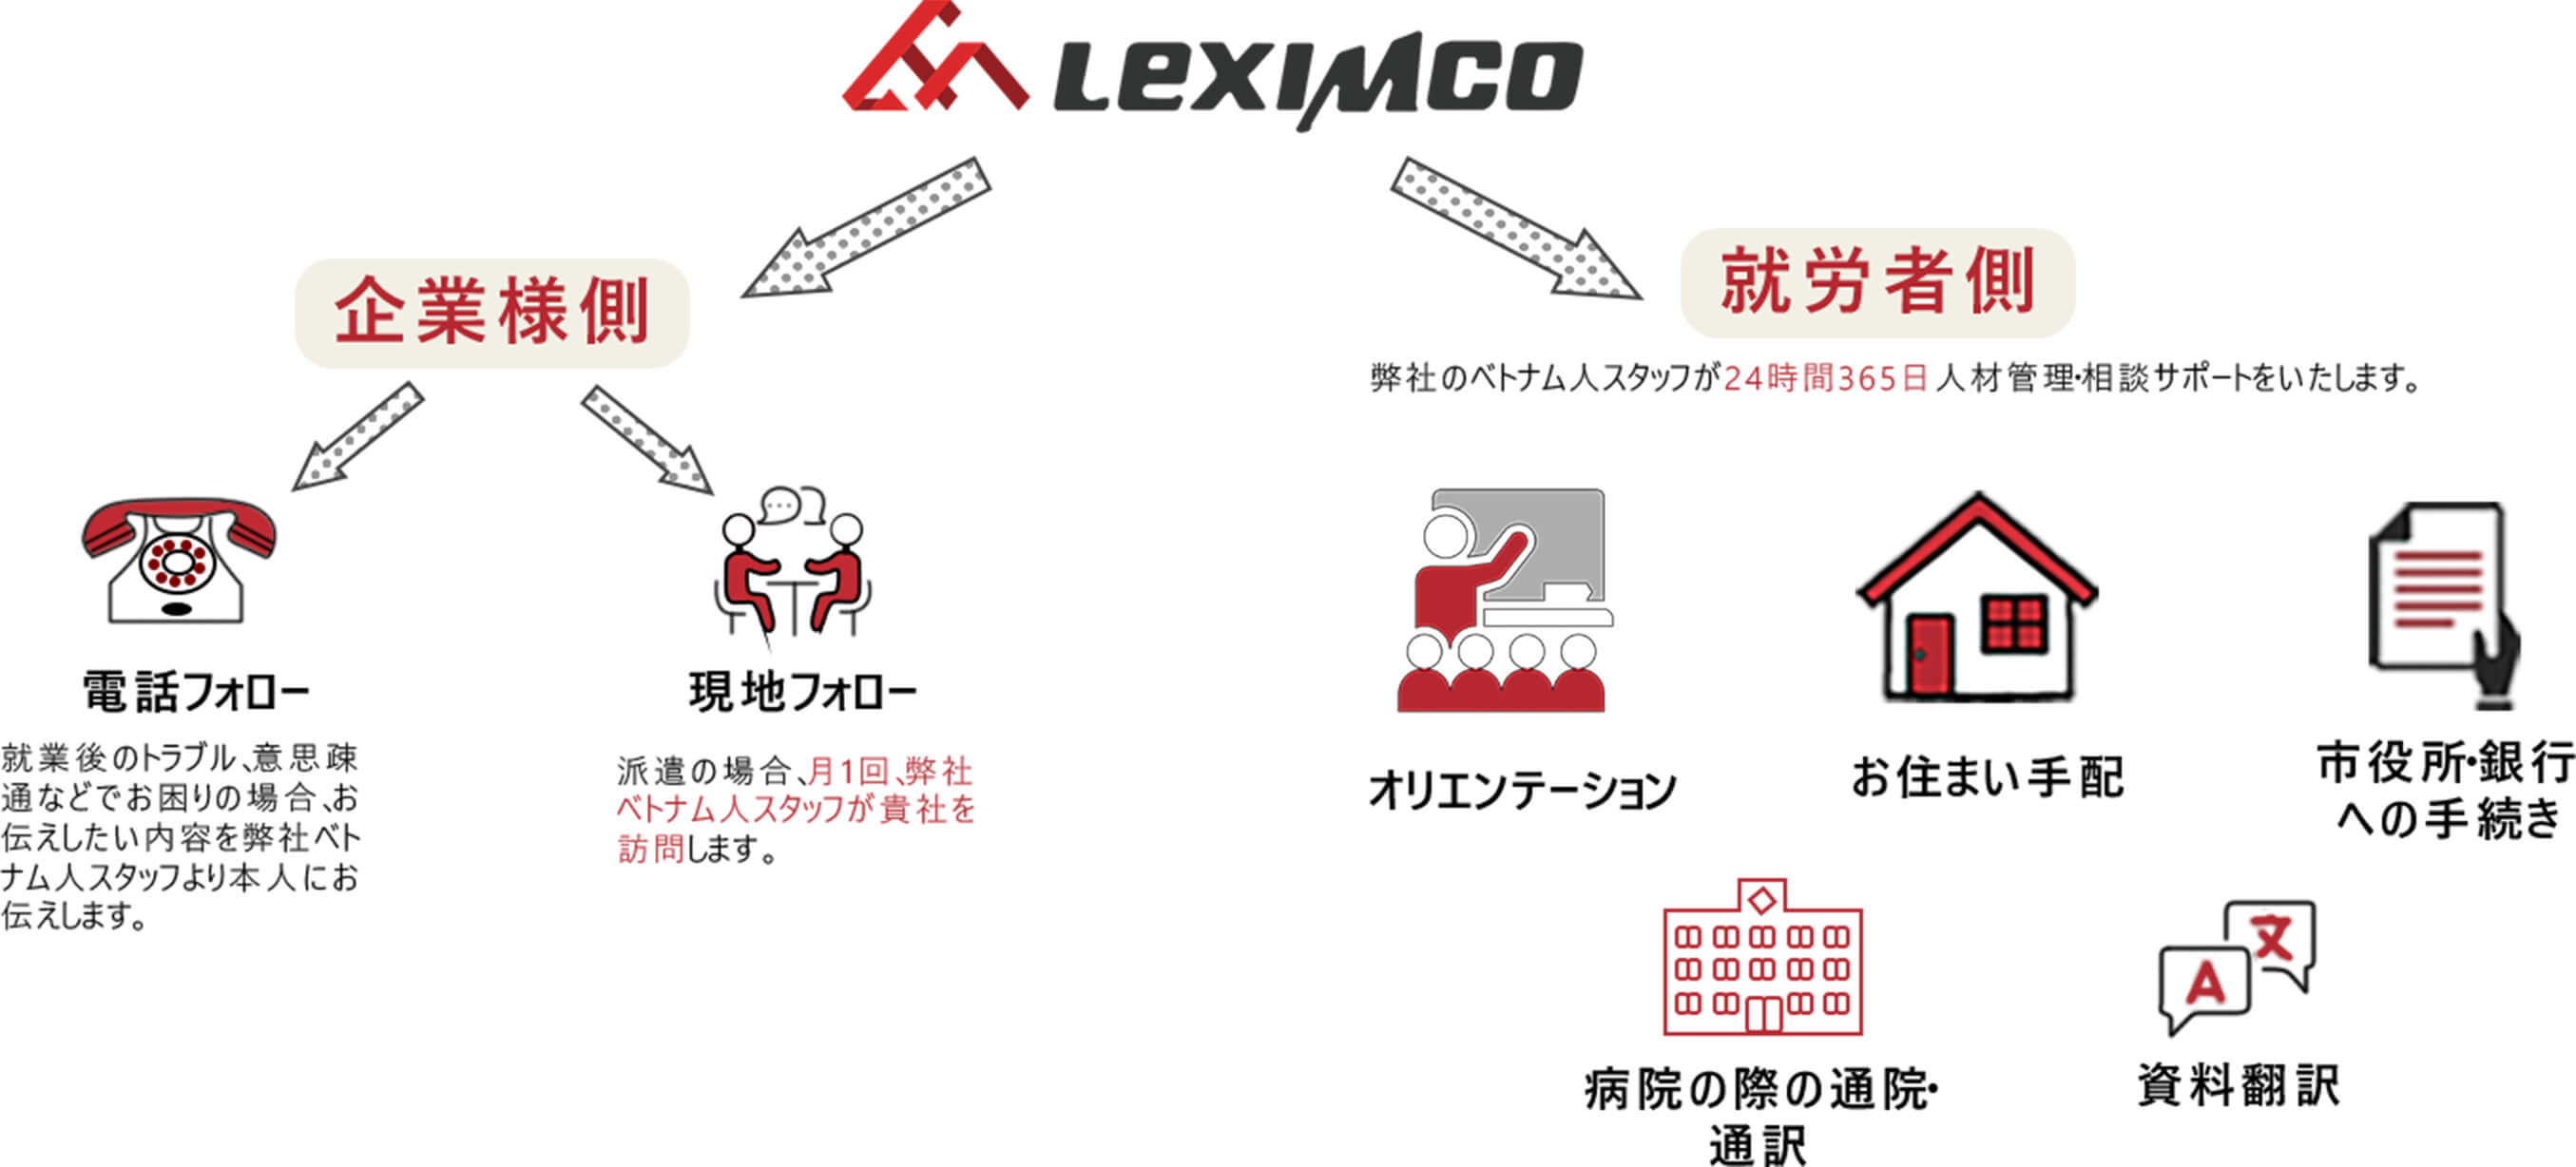 LEXIMCO
企業様側
就労者側
弊社のベトナム人スタッフが24時間365日人材管理・相談サポートをいたします。
電話フォロー
就業後のトラブル、意思疎
通などでお困りの場合、お
伝えしたい内容を弊社ベト
ナム人スタッフより本人にお
伝えします。
現地フォロー
派遣の場合、月1回、弊社
ベトナム人スタッフが貴社を
訪問します。
オリエンテーション
お住まい手配
市役所・銀行
への手続き
病院の際の通院・
通訳
A
文
資料翻訳